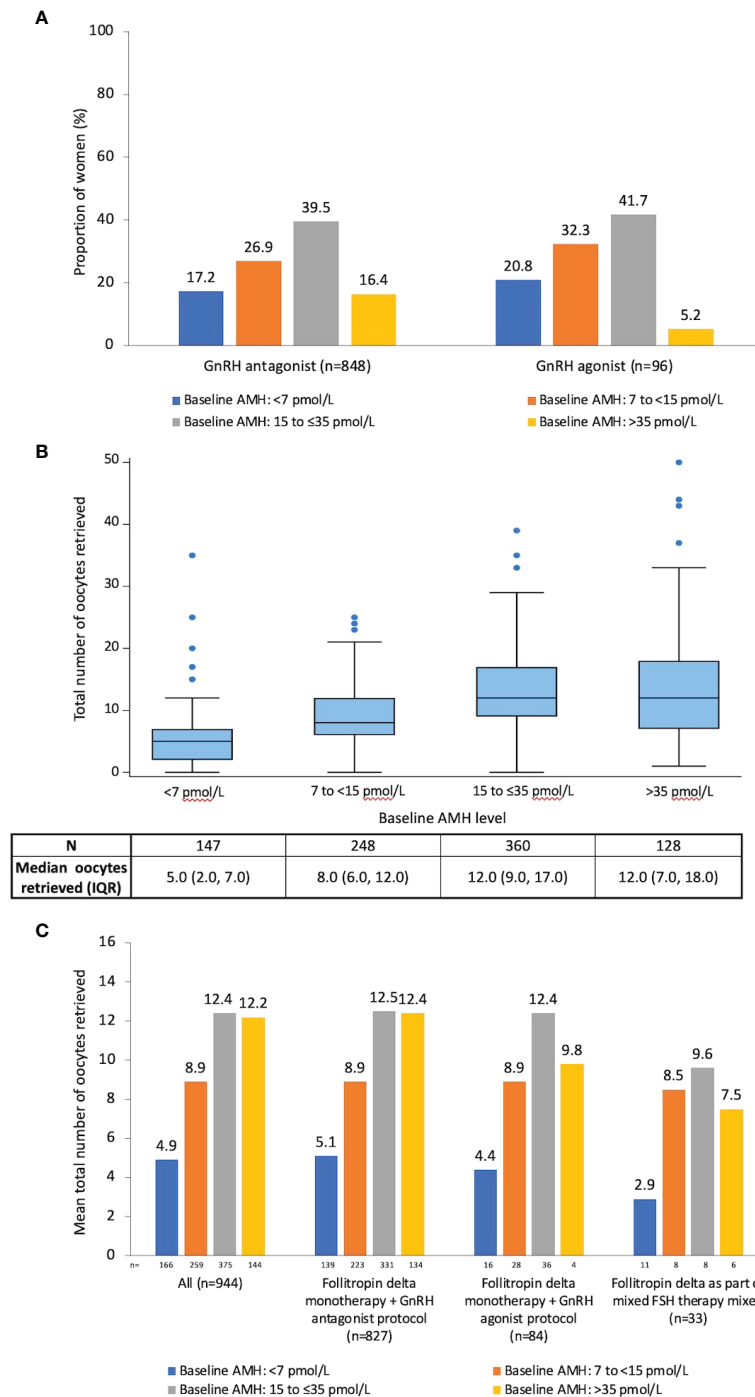 A
100
80
60
40
20
0
Proportion of women (%)
17.2
26.9
39.5
16.4
20.8
32.3
41.7
5.2
GnRH antagonist (n=848)
GnRH agonist (n=96)
Baseline AMH: <7 pmol/L
Baseline AMH: 7 to <15 pmol/L
Baseline AMH: 15 to ≤35 pmol/L
Baseline AMH: >35 pmol/L
B
50
40
30
20
10
0
Total number of oocytes retrieved
<7 pmol/L
7 to <15 pmol/L
15 to ≤35 pmol/L
>35 pmol/L
Baseline AMH level
N 147 248 360 128
Median oocytes
retrieved (IQR)
5.0 (2.0, 7.0) 8.0 (6.0, 12.0) 12.0 (9.0, 17.0) 12.0 (7.0, 18.0)
C
16
14
12
10
8
6
4
2
0
Mean total number of oocytes retrieved
4.9
8.9
12.4
12.2
5.1
8.9
12.5
12.4
4.4
8.9
12.4
9.8
2.9
8.5
9.6
7.5
n= 166 259 375 144 139 223 331 134 16 28 36 4 11 8 8 6
All (n=944)
Follitropin delta
monotherapy + GnRH
antagonist protocol
(n=827)
Follitropin delta
monotherapy + GnRH
agonist protocol
(n=84)
Follitropin delta as part o
mixed FSH therapy mixe
(n=33)
Baseline AMH: <7 pmol/L
Baseline AMH: 7 to <15 pmol/L
Baseline AMH: 15 to ≤35 pmol/L
Baseline AMH: >35 pmol/L